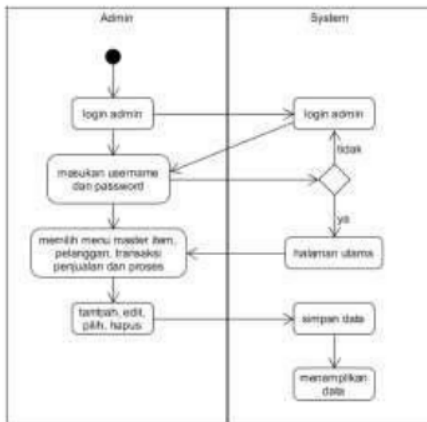 Admin
System
login admin
login admin
masukan username
dan password
tidak
ya
memilih menu master item,
pelanggan, transaksi
penjualan dan proses
halaman utama
tambah, edit,
pilih, hapus
simpan data
menampilkan
data